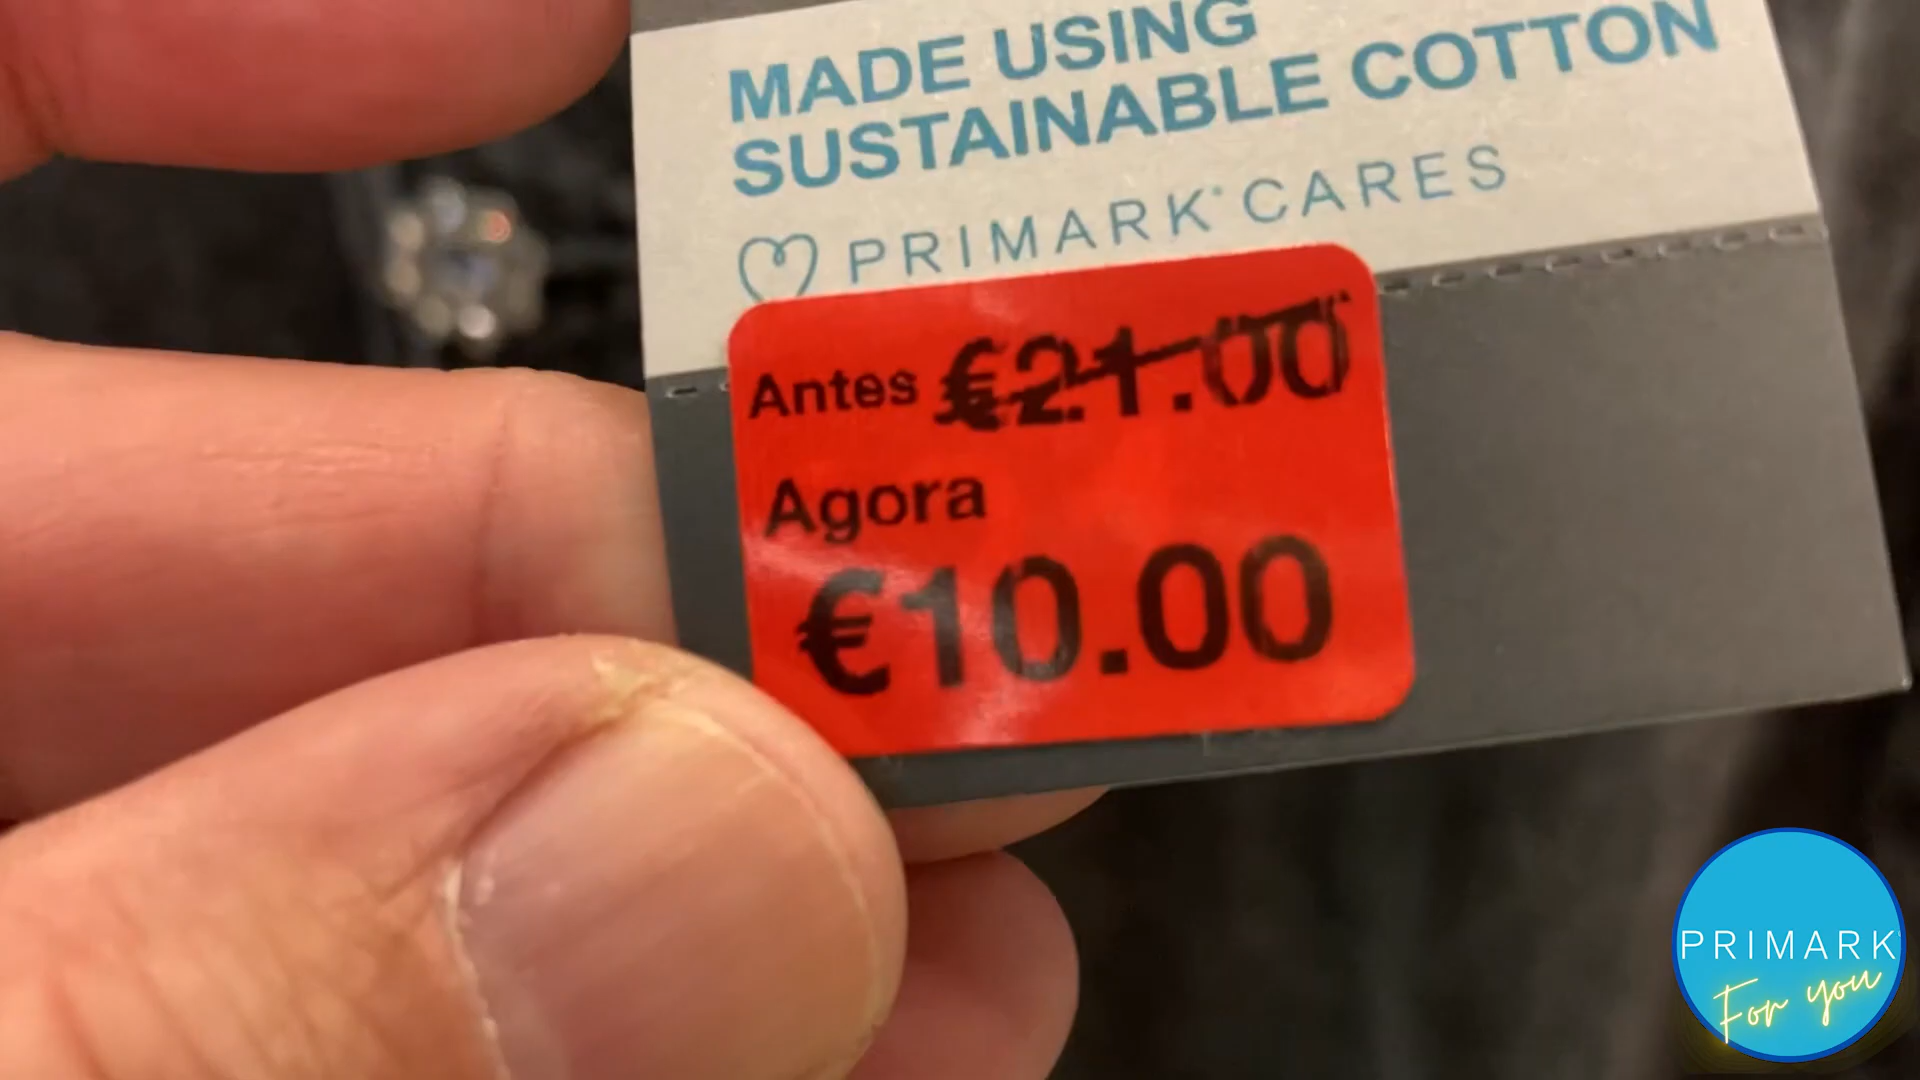 MADE USING
SUSTAINABLE COTTON
PRIMARK® CARES
Antes €21.00
Agora
€10.00
PRIMARK
For you